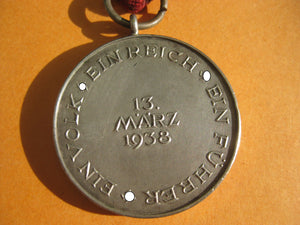 EIN VOLK · EIN REICH · EIN FÜHRER ·
13.
MÄRZ
1938